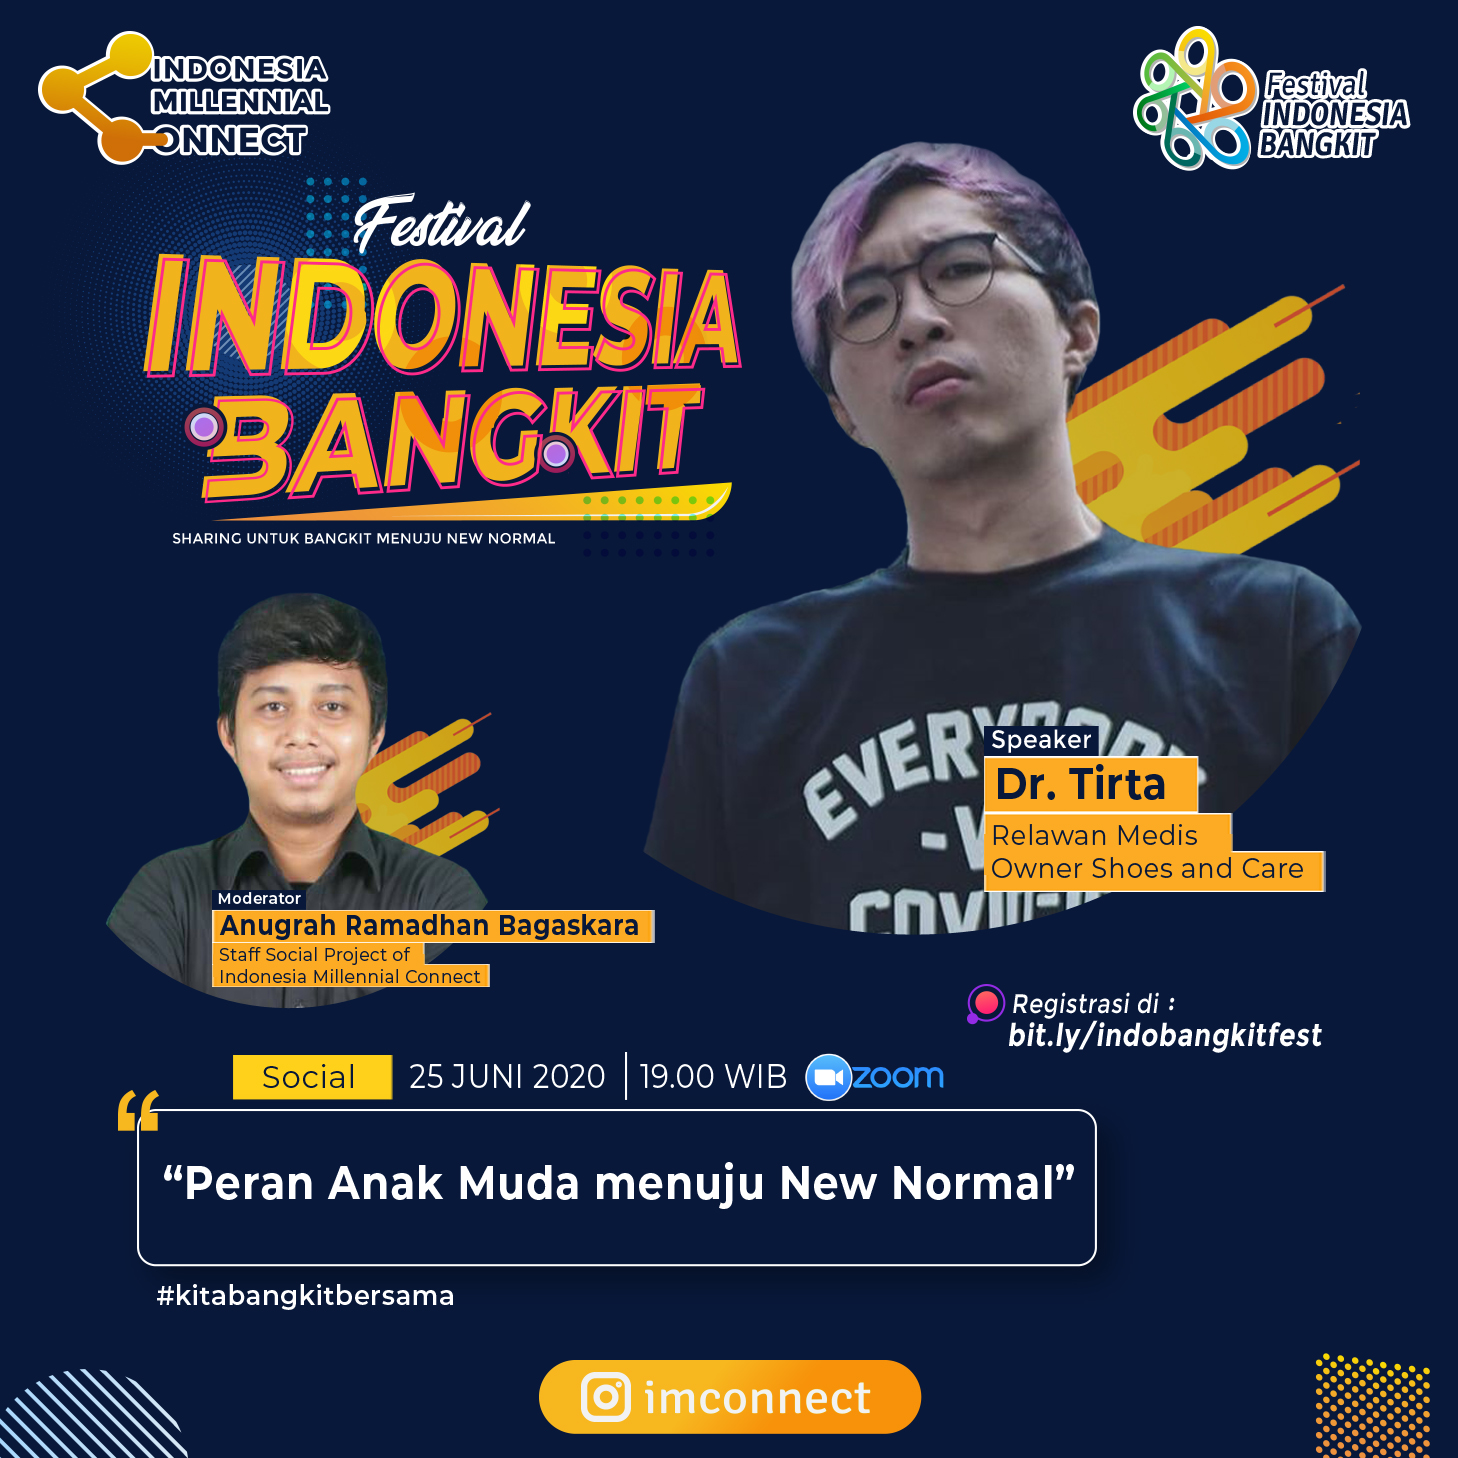 INDONESIA
MILLENNIAL
CONNECT
Festival
INDONESIA
BANGKIT
Festival
INDONESIA
BANGKIT
SHARING UNTUK BANGKIT MENUJU NEW NORMAL
EVERYBODY
Speaker
Dr. Tirta
Relawan Medis
Owner Shoes and Care
Moderator
Anugrah Ramadhan Bagaskara
Staff Social Project of
Indonesia Millennial Connect
Registrasi di :
bit.ly/indobangkitfest
Social
25 JUNI 2020 | 19.00 WIB
zoom
“Peran Anak Muda menuju New Normal”
#kitabangkitbersama
imconnect